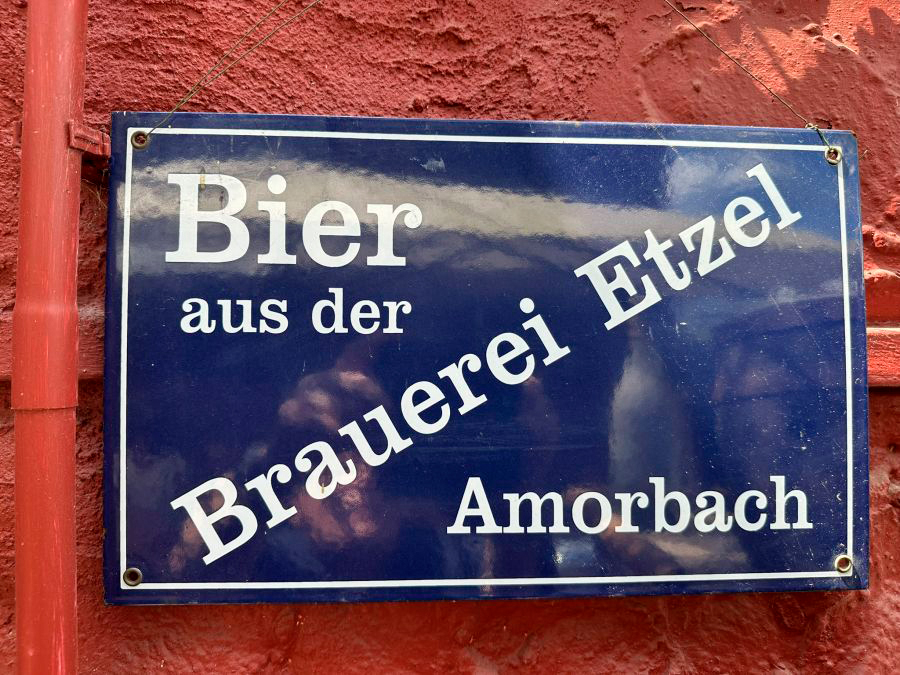 Bier
aus der
Brauerei Etzel
Amorbach